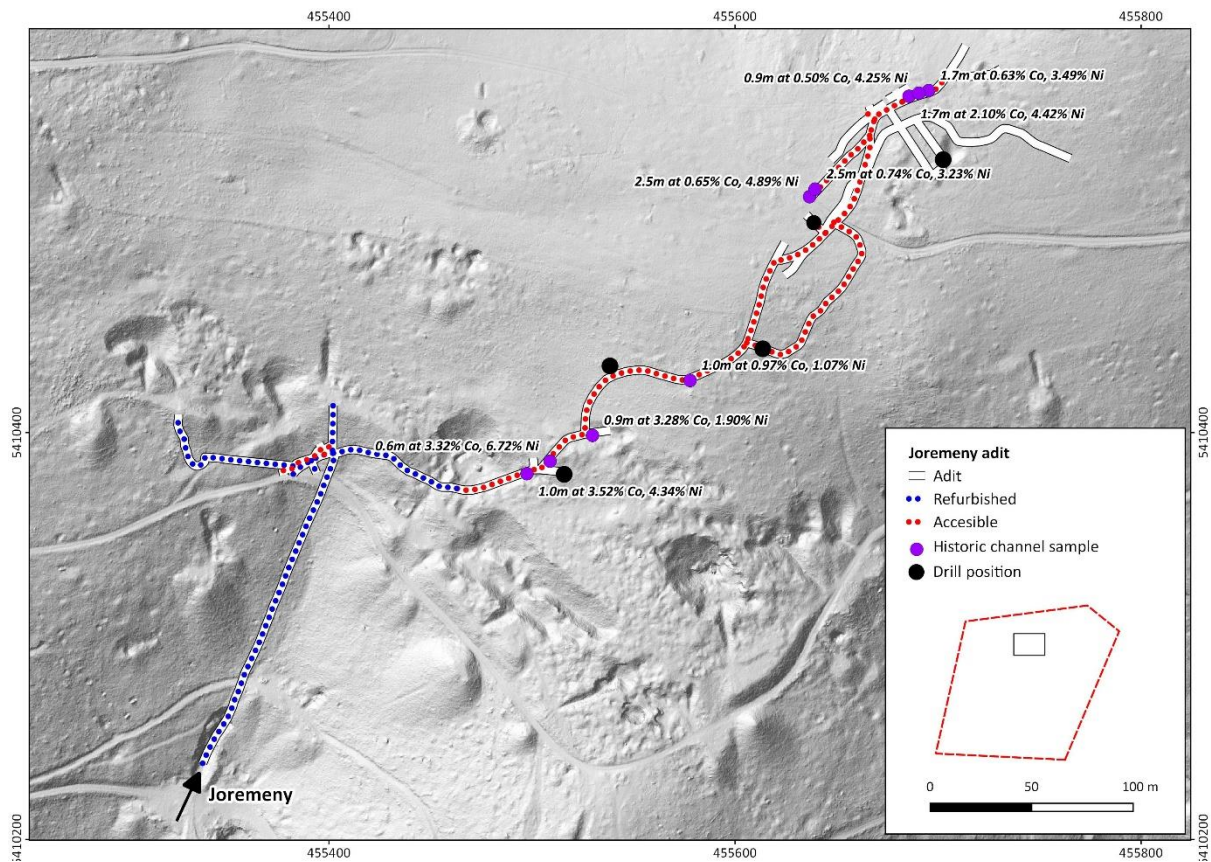 455400
455600
455800
0.9m at 0.50% Co, 4.25% Ni
1.7m at 0.63% Co, 3.49% Ni
1.7m at 2.10% Co, 4.42% Ni
2.5m at 0.65% Co, 4.89% Ni
2.5m at 0.74% Co, 3.23% Ni
1.0m at 0.97% Co, 1.07% Ni
0.9m at 3.28% Co, 1.90% Ni
0.6m at 3.32% Co, 6.72% Ni
1.0m at 3.52% Co, 4.34% Ni
5410400
5410400
Joremeny adit
Adit
Refurbished
Accesible
Historic channel sample
Drill position
0
50
100 m
Joremeny
5410200
5410200
455400
455600
455800